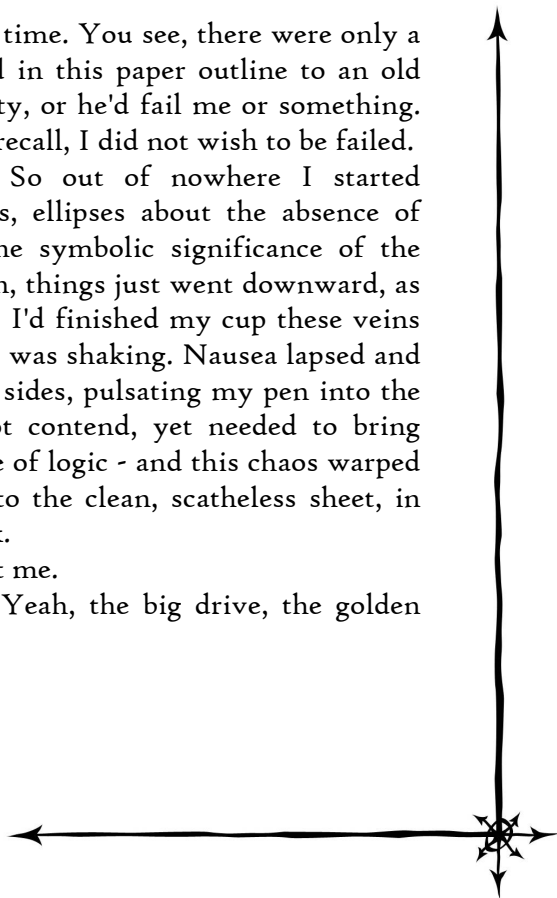 time. You see, there were only a
in this paper outline to an old
or he'd fail me or something.
recall, I did not wish to be failed.
So out of nowhere I started
ellipses about the absence of
symbolic significance of the
things just went downward, as
I'd finished my cup these veins
was shaking. Nausea lapsed and
sides, pulsating my pen into the
contend, yet needed to bring
of logic - and this chaos warped
to the clean, scatheless sheet, in
me.
Yeah, the big drive, the golden